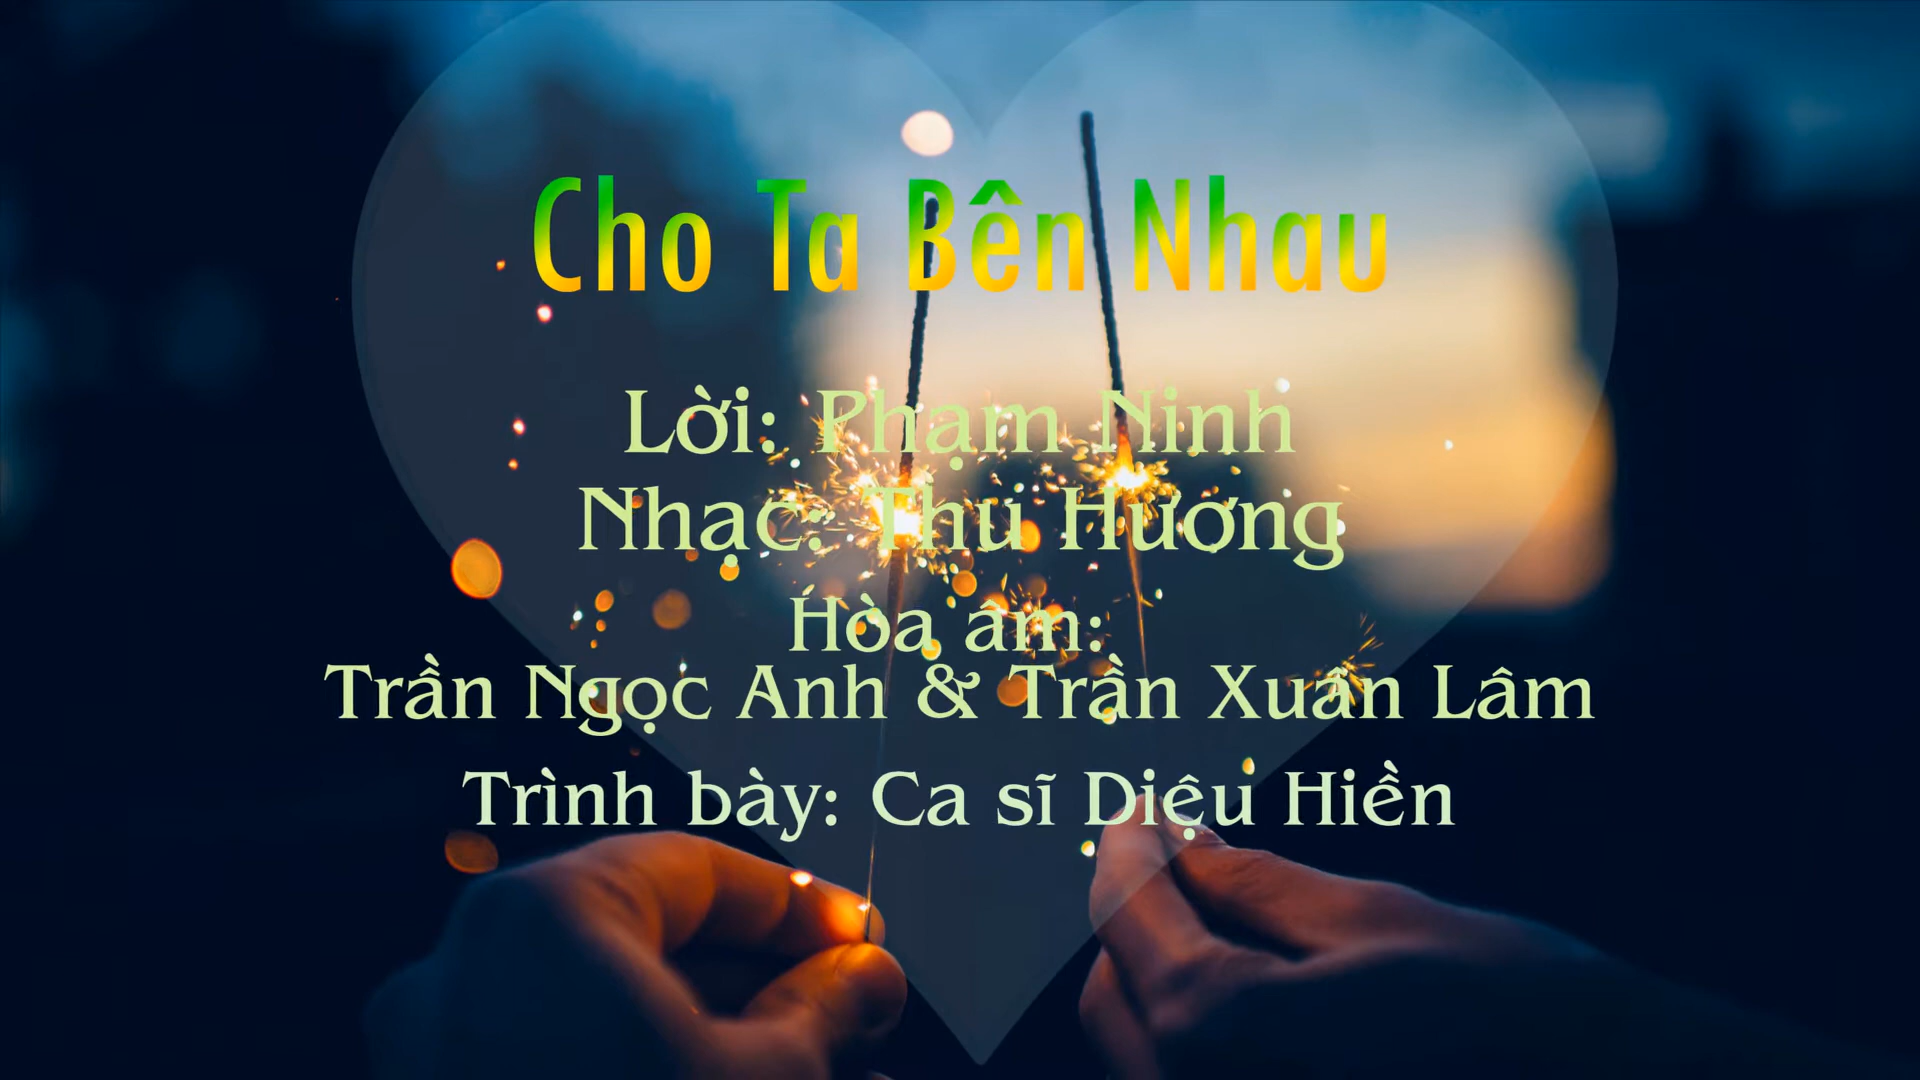 Cho Ta Bên Nhau
Lời: Phạm Ninh
Nhạc: Thu Hương
Hòa âm:
Trần Ngọc Anh & Trần Xuân Lâm
Trình bày: Ca sĩ Diệu Hiền